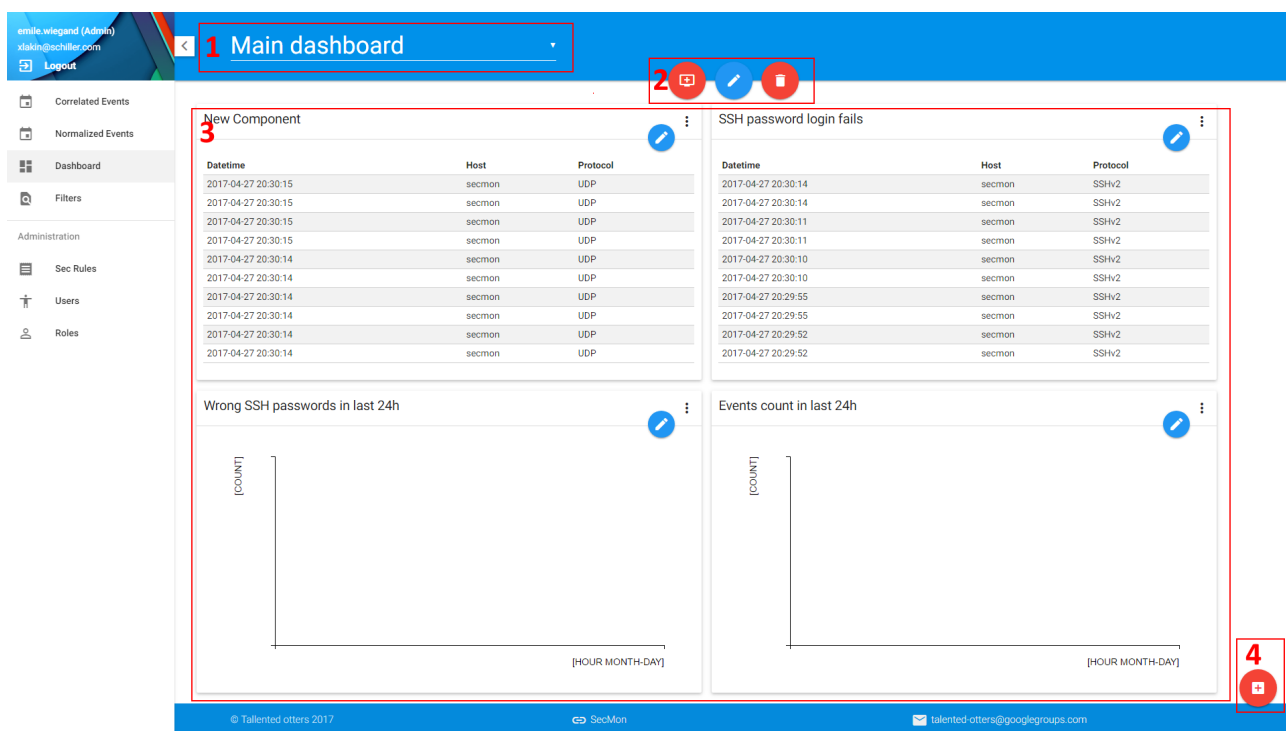 emile.wiegand (Admin)
xlakin@schiller.com
Logout
Correlated Events
Normalized Events
Dashboard
Filters
Administration
Sec Rules
Users
Roles
1 Main dashboard
2
3
New Component
Datetime Host Protocol
2017-04-27 20:30:15 secmon UDP
2017-04-27 20:30:15 secmon UDP
2017-04-27 20:30:15 secmon UDP
2017-04-27 20:30:15 secmon UDP
2017-04-27 20:30:14 secmon UDP
2017-04-27 20:30:14 secmon UDP
2017-04-27 20:30:14 secmon UDP
2017-04-27 20:30:14 secmon UDP
2017-04-27 20:30:14 secmon UDP
2017-04-27 20:30:14 secmon UDP
SSH password login fails
Datetime Host Protocol
2017-04-27 20:30:14 secmon SSHv2
2017-04-27 20:30:14 secmon SSHv2
2017-04-27 20:30:11 secmon SSHv2
2017-04-27 20:30:11 secmon SSHv2
2017-04-27 20:30:10 secmon SSHv2
2017-04-27 20:30:10 secmon SSHv2
2017-04-27 20:29:55 secmon SSHv2
2017-04-27 20:29:55 secmon SSHv2
2017-04-27 20:29:52 secmon SSHv2
2017-04-27 20:29:52 secmon SSHv2
Wrong SSH passwords in last 24h
[COUNT]
[HOUR MONTH-DAY]
Events count in last 24h
[COUNT]
[HOUR MONTH-DAY]
4
© Tallented otters 2017
SecMon
talented-otters@googlegroups.com